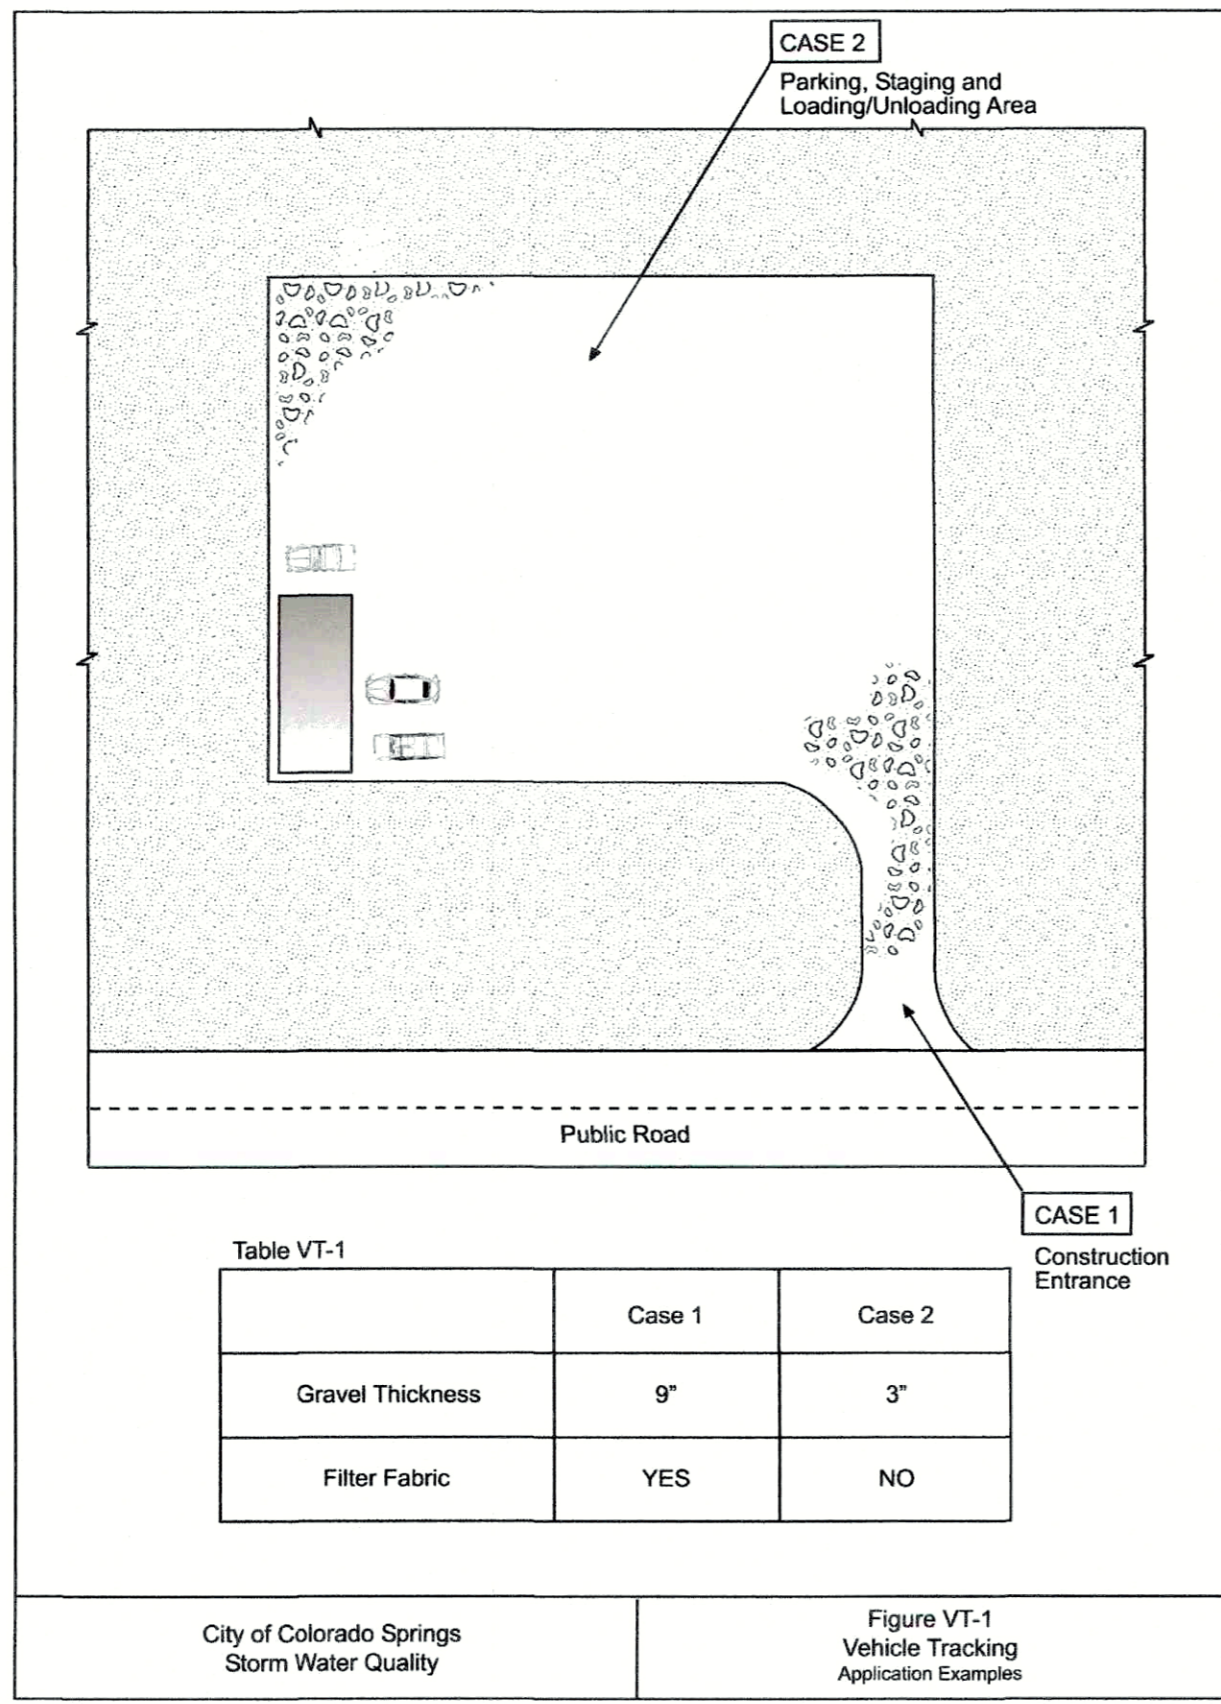 CASE 2
Parking, Staging and
Loading/Unloading Area
Public Road
CASE 1
Construction
Entrance
Table VT-1
Case 1 Case 2
Gravel Thickness 9” 3”
Filter Fabric YES NO
City of Colorado Springs
Storm Water Quality
Figure VT-1
Vehicle Tracking
Application Examples